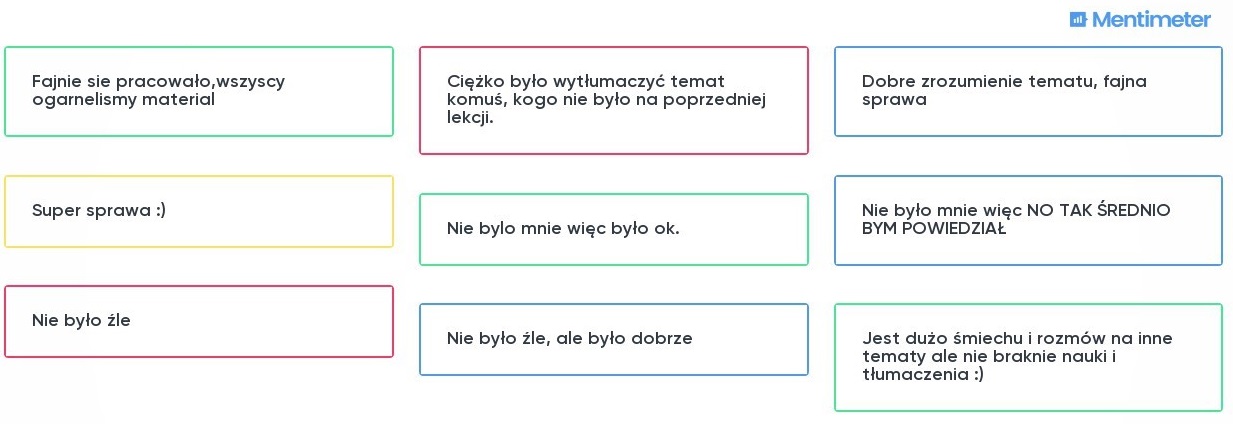 Mentimeter
Fajnie sie pracowało,wszyscy
ogarnelismy material
Super sprawa :)
Nie było źle
Ciężko było wytłumaczyć temat
komuś, kogo nie było na poprzedniej
lekcji.
Nie bylo mnie więc było ok.
Nie było źle, ale było dobrze
Dobre zrozumienie tematu, fajna
sprawa
Nie było mnie więc NO TAK ŚREDNIO
BYM POWIEDZIAŁ
Jest dużo śmiechu i rozmów na inne
tematy ale nie braknie nauki i
tłumaczenia :)